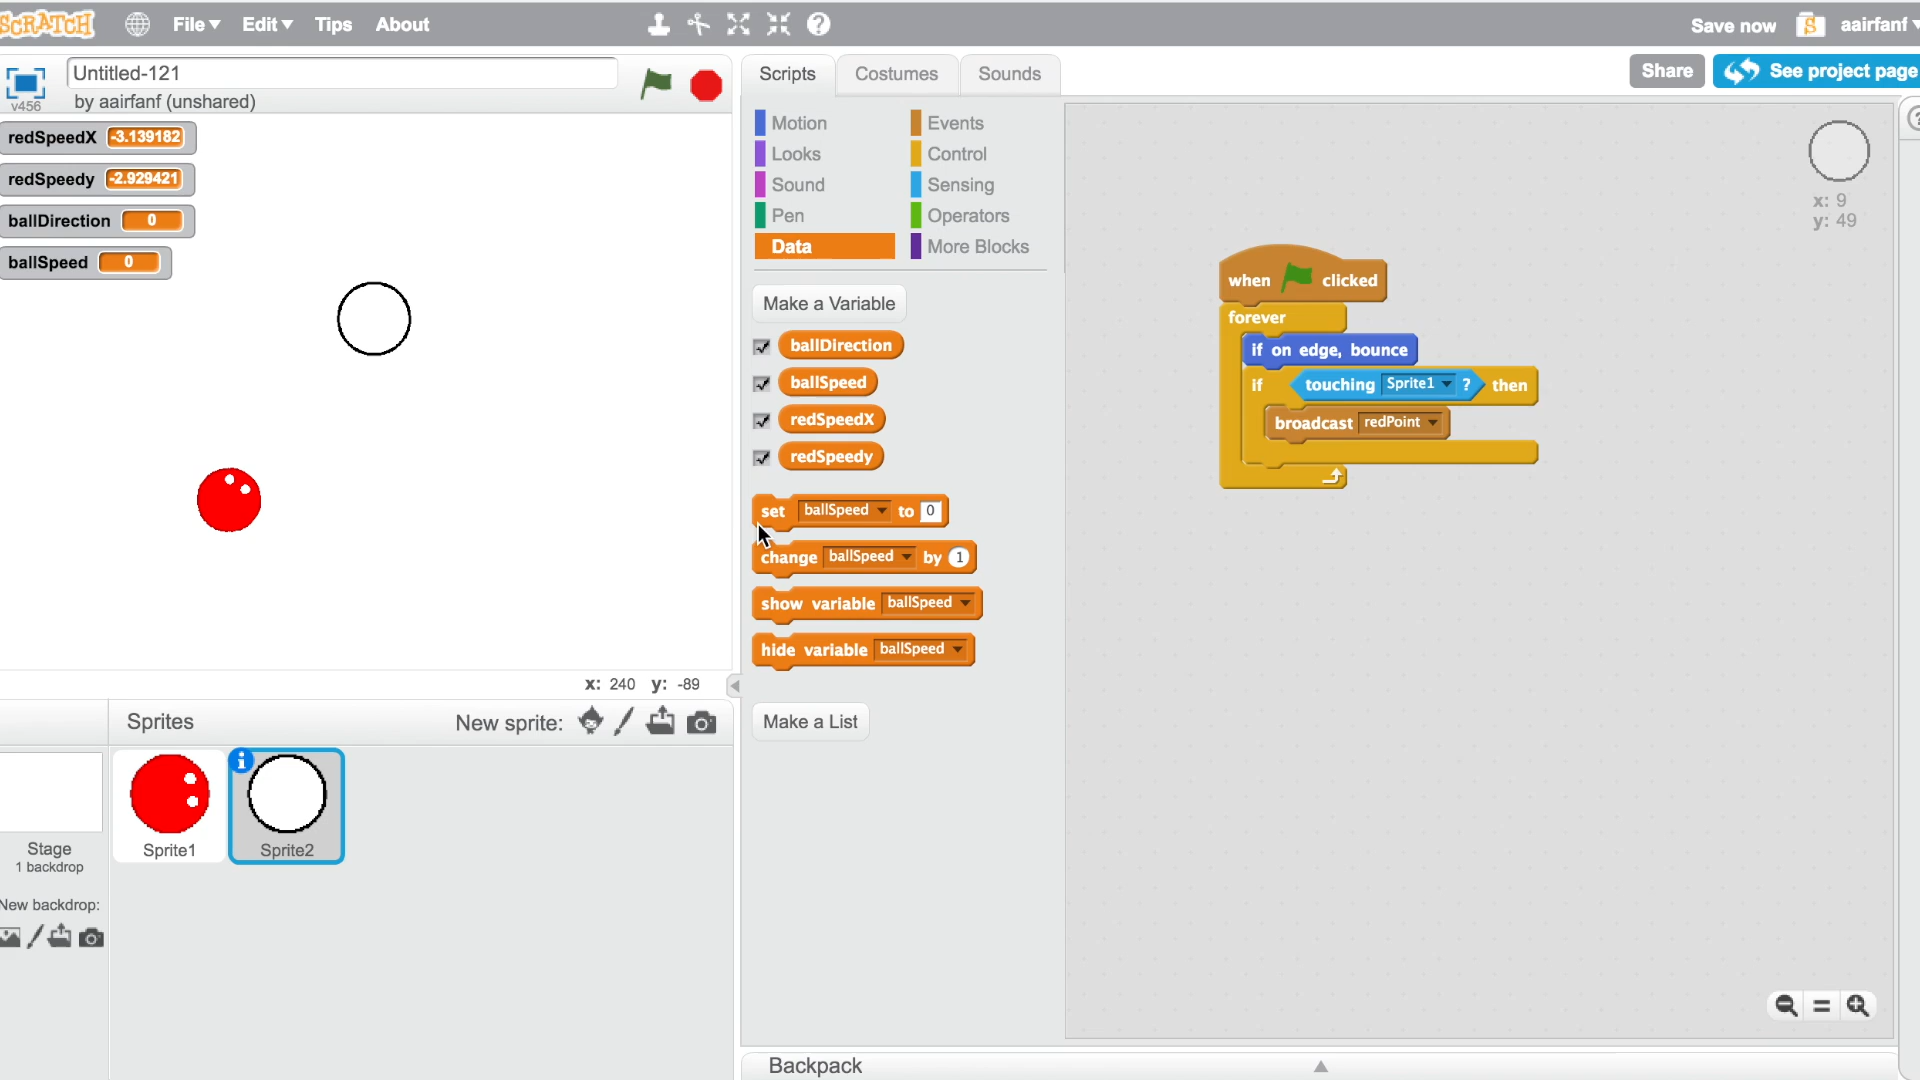 SCRATCH File▾ Edit▾ Tips About Save now aairfanf▾
Untitled-121
by aairfanf (unshared)
v456
redSpeedX -3.139182
redSpeedy -2.929421
ballDirection 0
ballSpeed 0
x: 240 y: -89
Sprites New sprite:
Sprite1 Sprite2
Stage
1 backdrop
New backdrop:
Scripts Costumes Sounds
Share See project page
Motion Events
Looks Control
Sound Sensing
Pen Operators
Data More Blocks
Make a Variable
ballDirection
ballSpeed
redSpeedX
redSpeedy
set ballSpeed▾ to 0
change ballSpeed▾ by 1
show variable ballSpeed▾
hide variable ballSpeed▾
Make a List
when clicked
forever
if on edge, bounce
if touching Sprite1▾ ? then
broadcast redPoint▾
x: 9
y: 49
Backpack